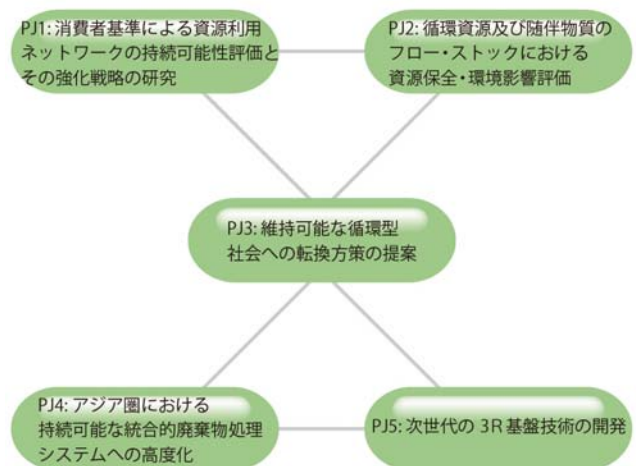 PJ1: 消費者基準による資源利用
ネットワークの持続可能性評価と
その強化戦略の研究
PJ2: 循環資源及び随伴物質の
フロー・ストックにおける
資源保全・環境影響評価
PJ3: 維持可能な循環型
社会への転換方策の提案
PJ4: アジア圏における
持続可能な統合的廃棄物処理
システムへの高度化
PJ5: 次世代の 3R 基盤技術の開発